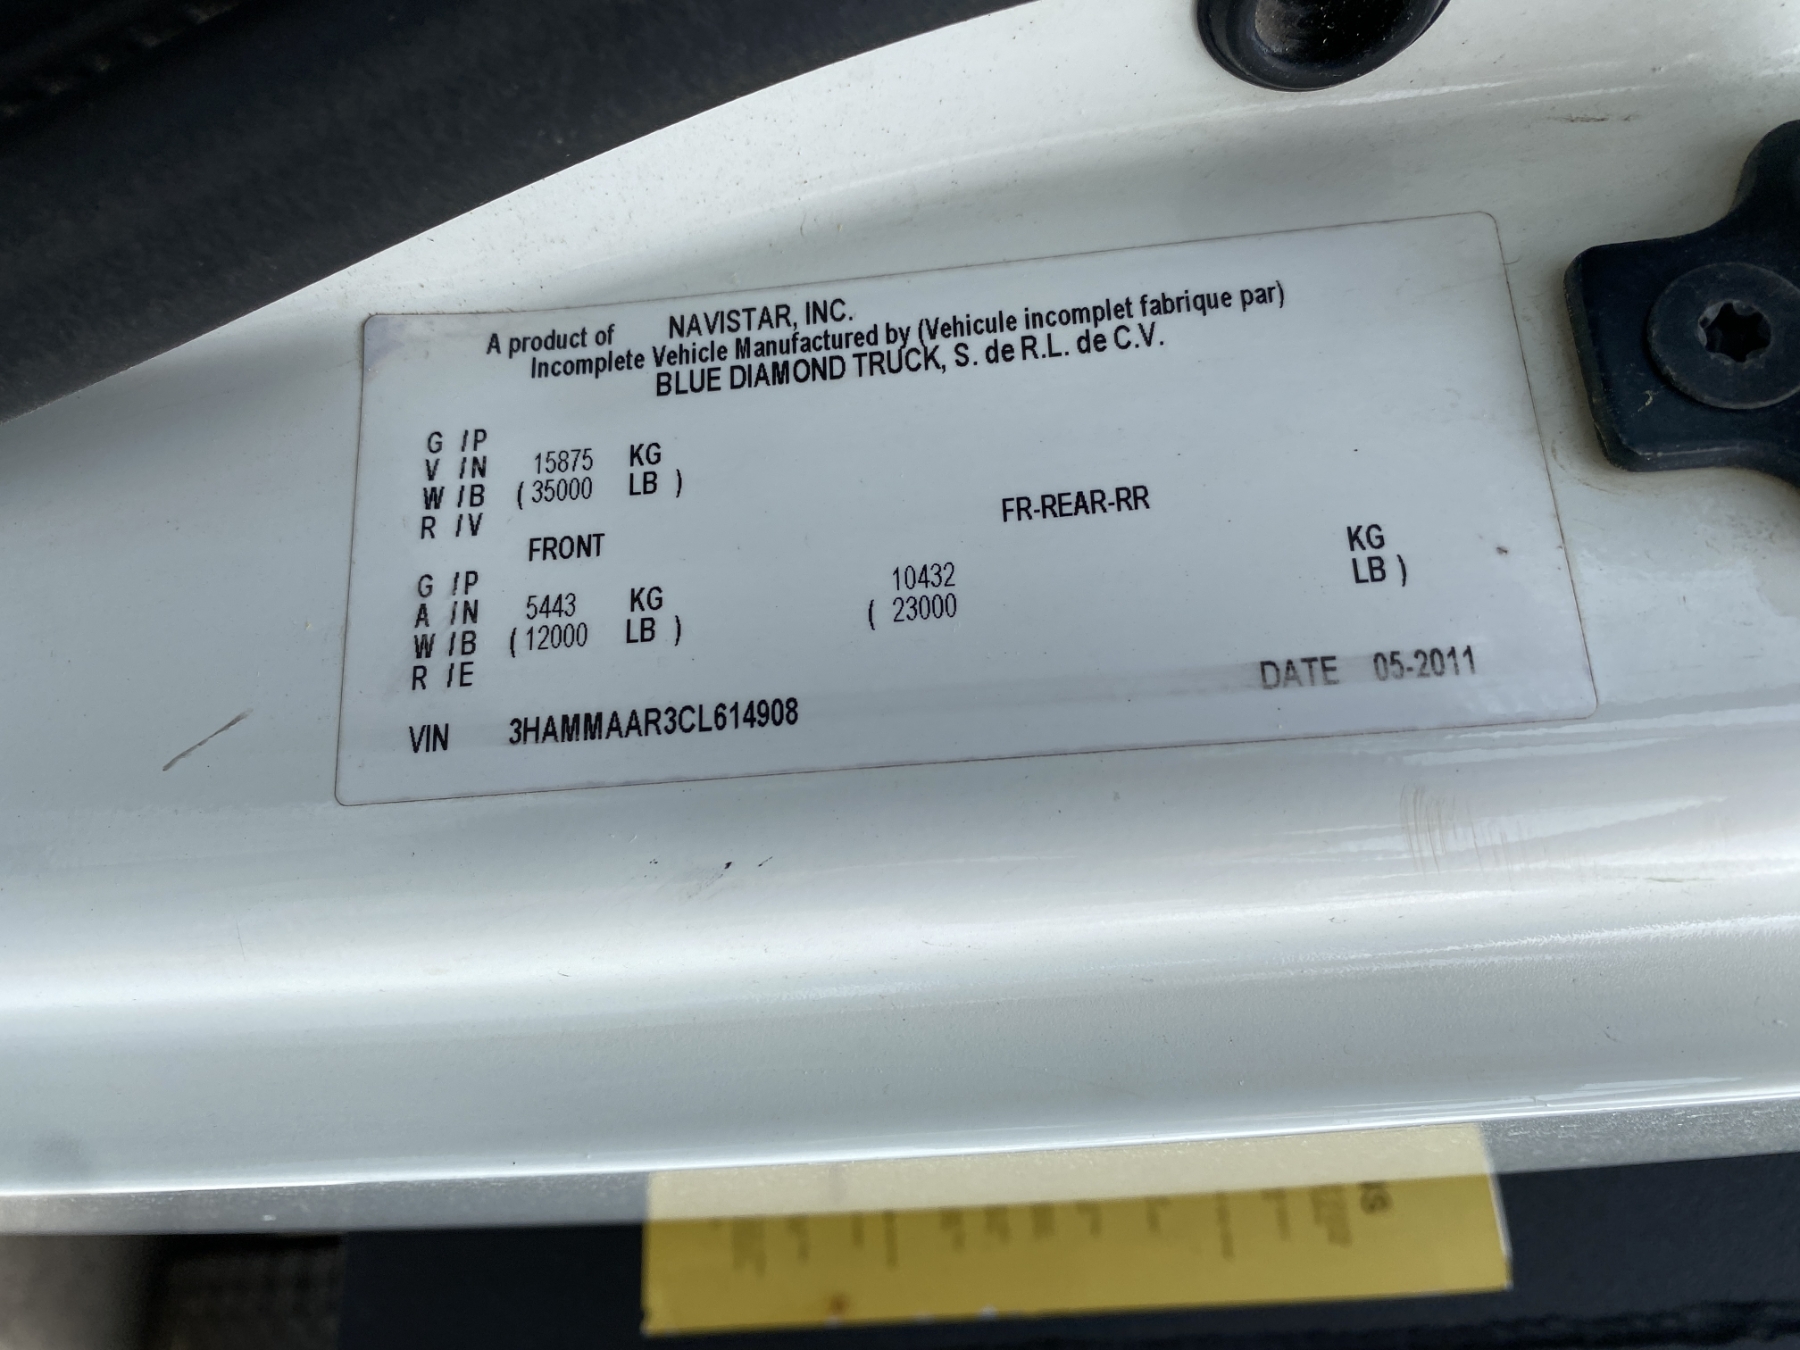 A product of NAVISTAR, INC.
Incomplete Vehicle Manufactured by (Vehicule incomplet fabrique par)
BLUE DIAMOND TRUCK, S. de R.L. de C.V.
G /P
V /N 15875 KG
W /B ( 35000 LB )
R /V
FRONT FR-REAR-RR
G /P
A /N 5443 KG 10432 KG
W /B ( 12000 LB ) ( 23000 LB )
R /E
DATE 05-2011
VIN 3HAMMAAR3CL614908